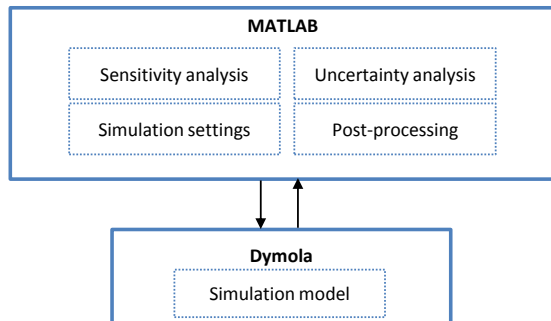 MATLAB
Sensitivity analysis
Uncertainty analysis
Simulation settings
Post-processing
Dymola
Simulation model